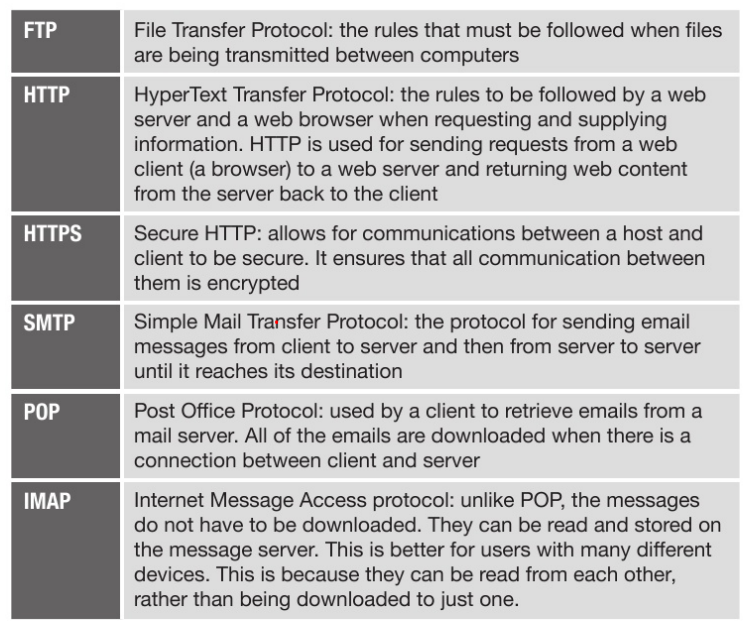 FTP
File Transfer Protocol: the rules that must be followed when files
are being transmitted between computers
HTTP
HyperText Transfer Protocol: the rules to be followed by a web
server and a web browser when requesting and supplying
information. HTTP is used for sending requests from a web
client (a browser) to a web server and returning web content
from the server back to the client
HTTPS
Secure HTTP: allows for communications between a host and
client to be secure. It ensures that all communication between
them is encrypted
SMTP
Simple Mail Transfer Protocol: the protocol for sending email
messages from client to server and then from server to server
until it reaches its destination
POP
Post Office Protocol: used by a client to retrieve emails from a
mail server. All of the emails are downloaded when there is a
connection between client and server
IMAP
Internet Message Access protocol: unlike POP, the messages
do not have to be downloaded. They can be read and stored on
the message server. This is better for users with many different
devices. This is because they can be read from each other,
rather than being downloaded to just one.